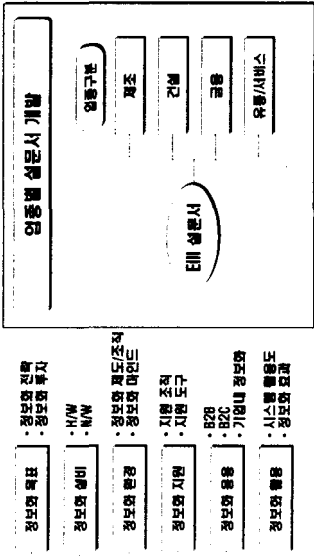 업종별 설문서 개발
정보화 목표
· 정보화 전략
· 정보화 투자
정보화 설비
· H/W
· N/W
정보화 환경
· 정보화 제도/조직
· 정보화 마인드
정보화 지원
· 지원 조직
· 지원 도구
정보화 응용
· B2B
· B2C
· 기업내 정보화
정보화 활용
· 시스템 활용도
· 정보화 효과
EIII 설문서
업종구분
제조
건설
금융
유통/서비스